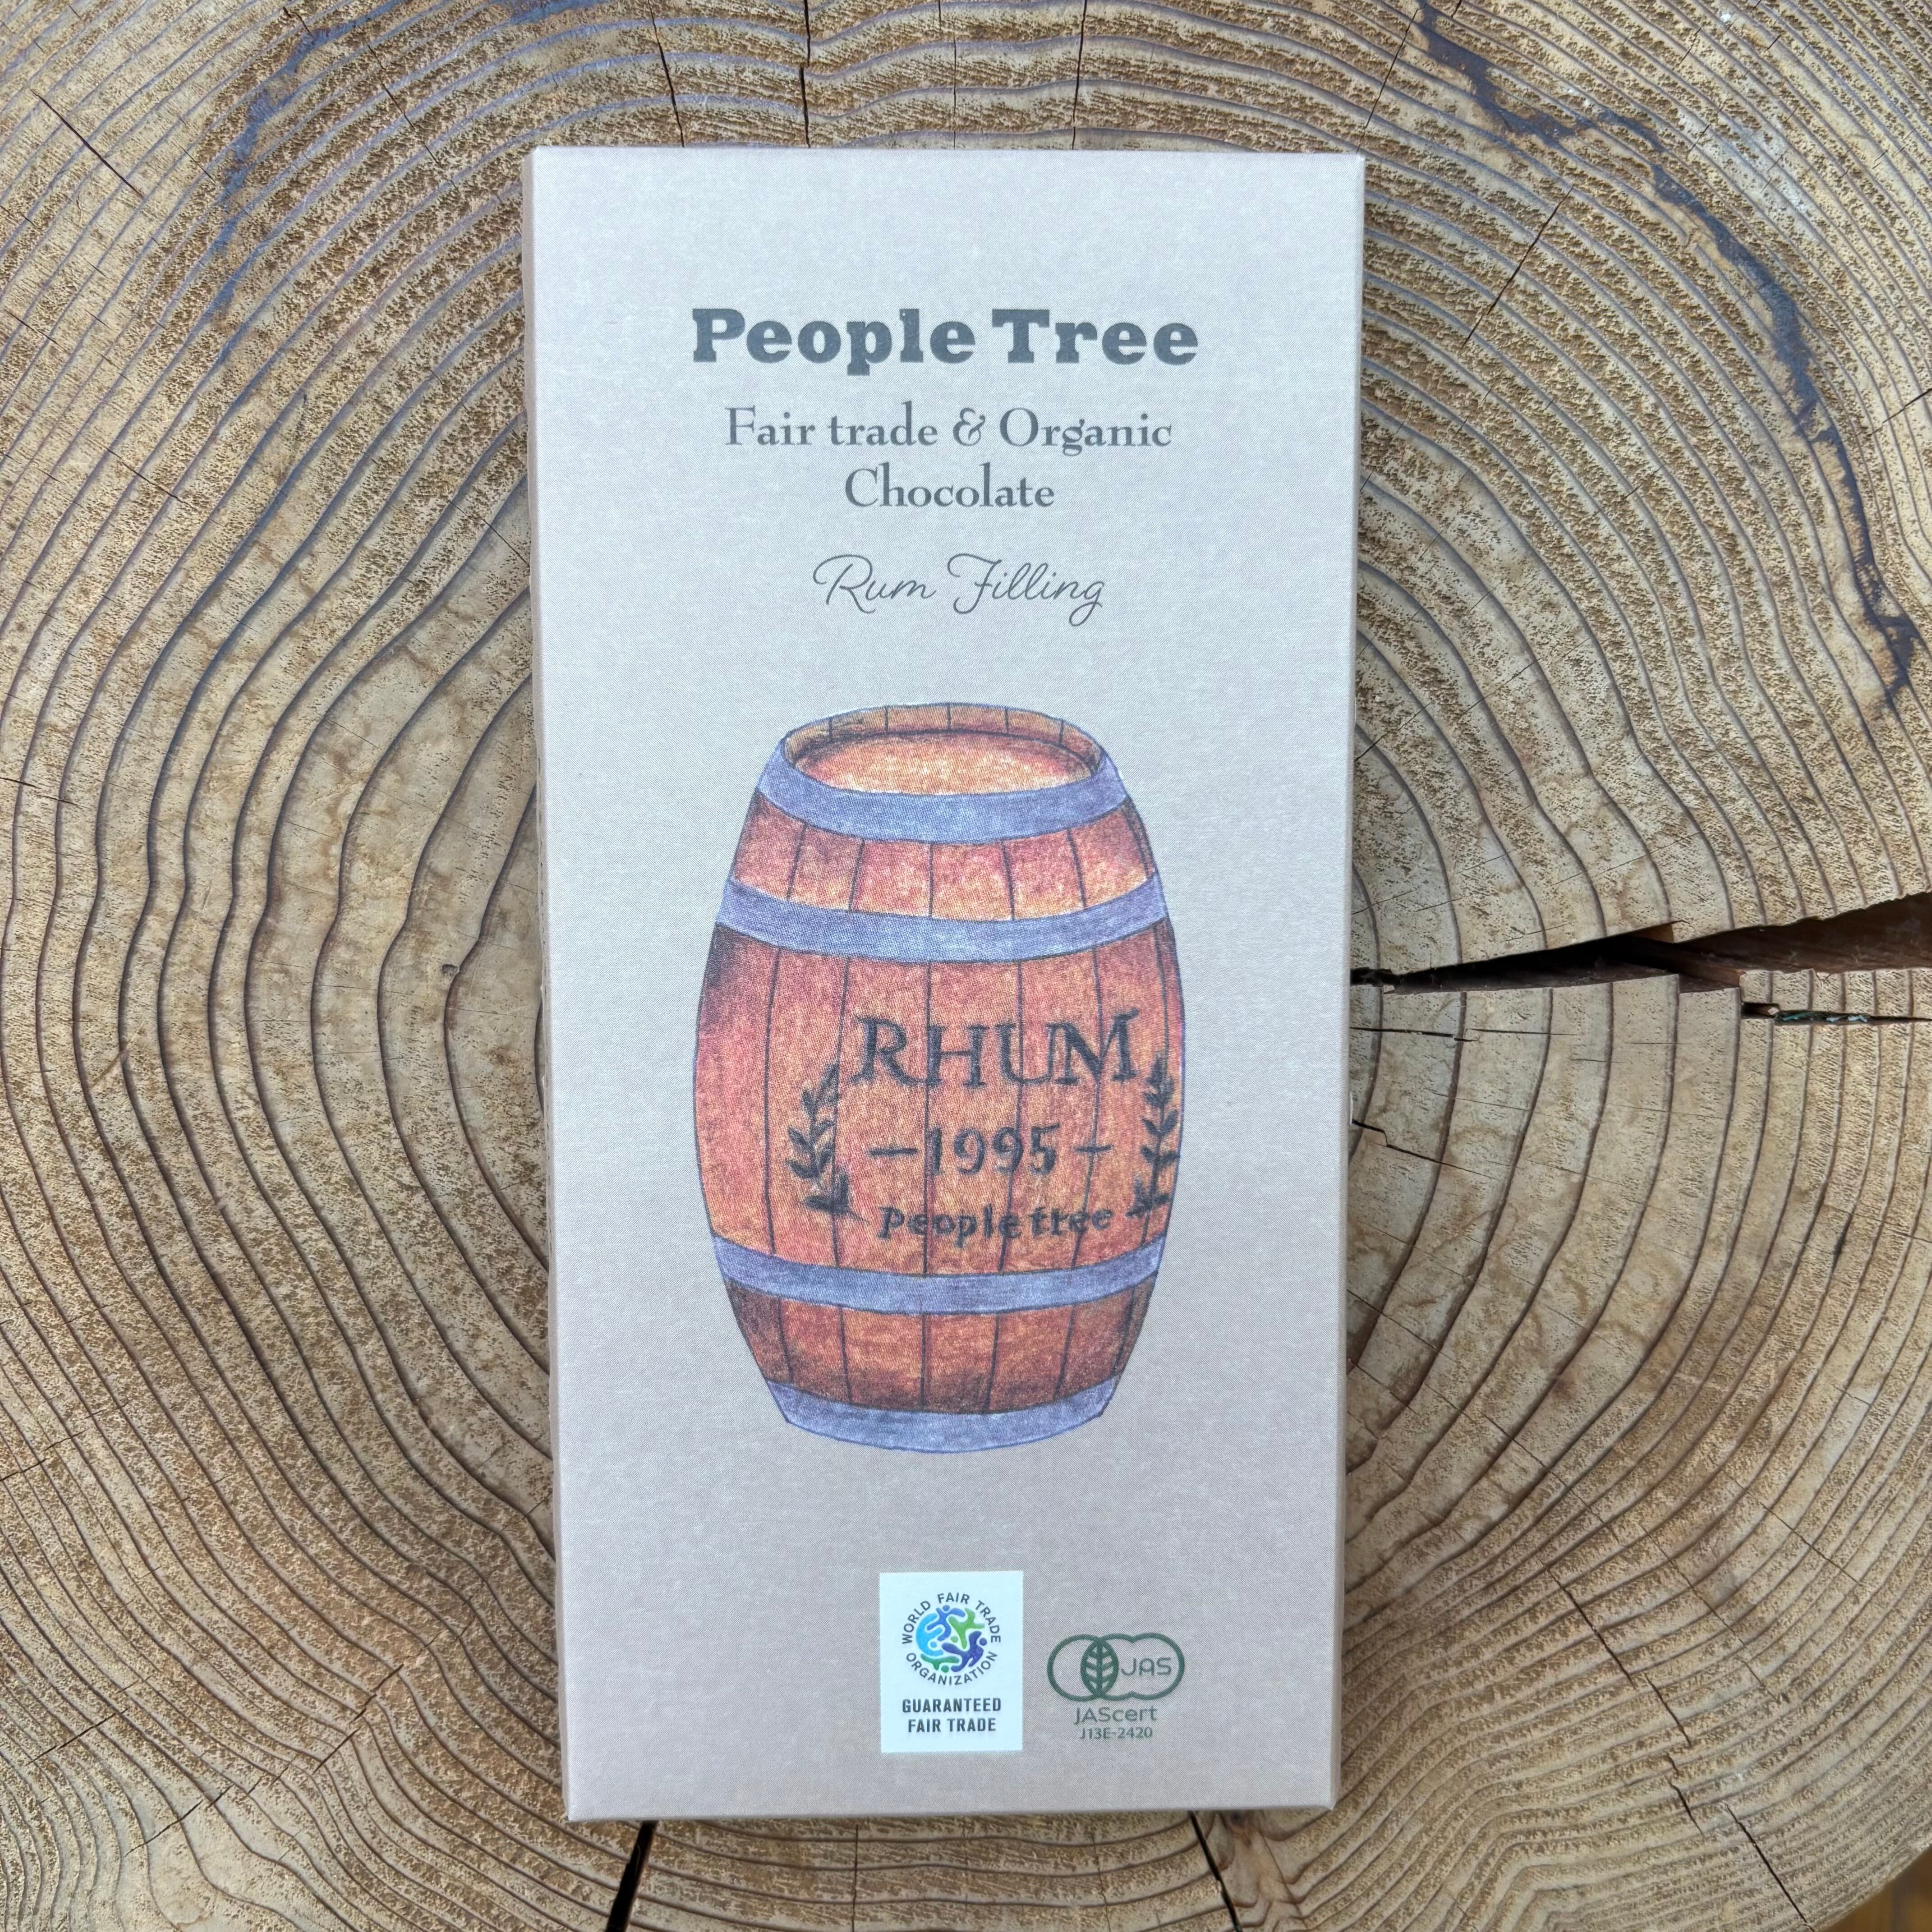 People Tree
Fair trade & Organic
Chocolate
Rum Filling
RHUM
-1995-
People tree
WORLD FAIR TRADE
ORGANIZATION
GUARANTEED
FAIR TRADE
JAS
JAScert
J13E-2420